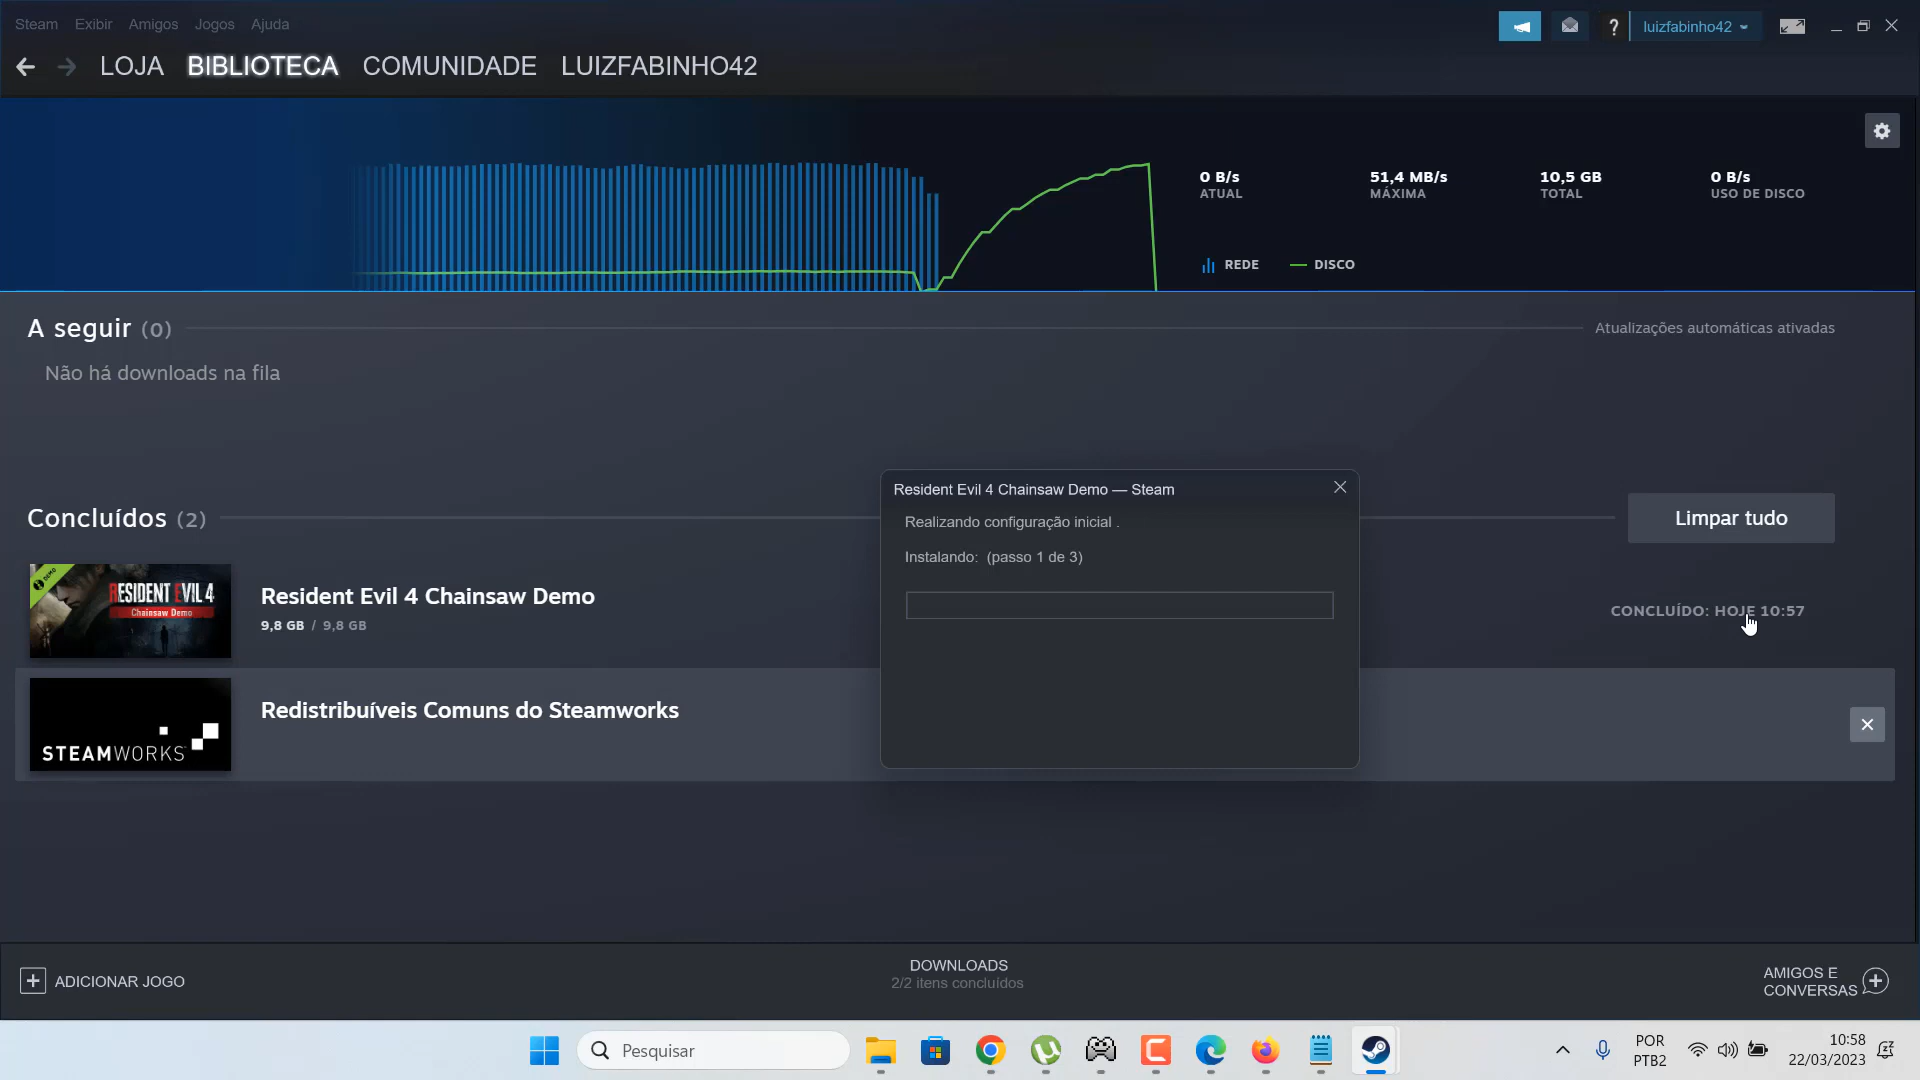 Steam Exibir Amigos Jogos Ajuda
luizfabinho42
LOJA BIBLIOTECA COMUNIDADE LUIZFABINHO42
0 B/s 51,4 MB/s 10,5 GB 0 B/s
ATUAL MÁXIMA TOTAL USO DE DISCO
REDE DISCO
A seguir (0)
Atualizações automáticas ativadas
Não há downloads na fila
Concluídos (2)
Limpar tudo
Resident Evil 4 Chainsaw Demo — Steam
Realizando configuração inicial .
Instalando: (passo 1 de 3)
DEMO
RESIDENT EVIL 4
Chainsaw Demo
Resident Evil 4 Chainsaw Demo
9,8 GB / 9,8 GB
CONCLUÍDO: HOJE 10:57
STEAMWORKS
Redistribuíveis Comuns do Steamworks
ADICIONAR JOGO
DOWNLOADS
2/2 itens concluídos
AMIGOS E
CONVERSAS
Pesquisar
POR
PTB2
10:58
22/03/2023